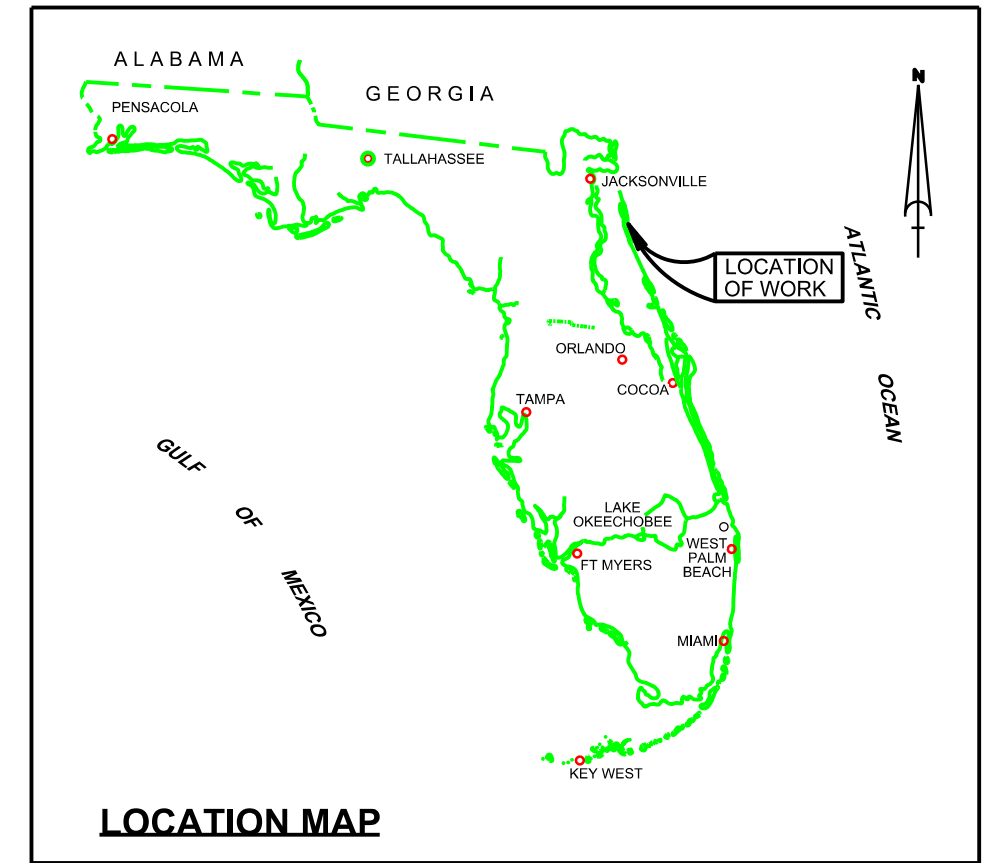 ALABAMA
N
GEORGIA
PENSACOLA
TALLAHASSEE
JACKSONVILLE
ATLANTIC
OCEAN
LOCATION
OF WORK
ORLANDO
COCOA
TAMPA
GULF
OF
MEXICO
LAKE
OKEECHOBEE
WEST
PALM
BEACH
FT MYERS
MIAMI
KEY WEST
LOCATION MAP